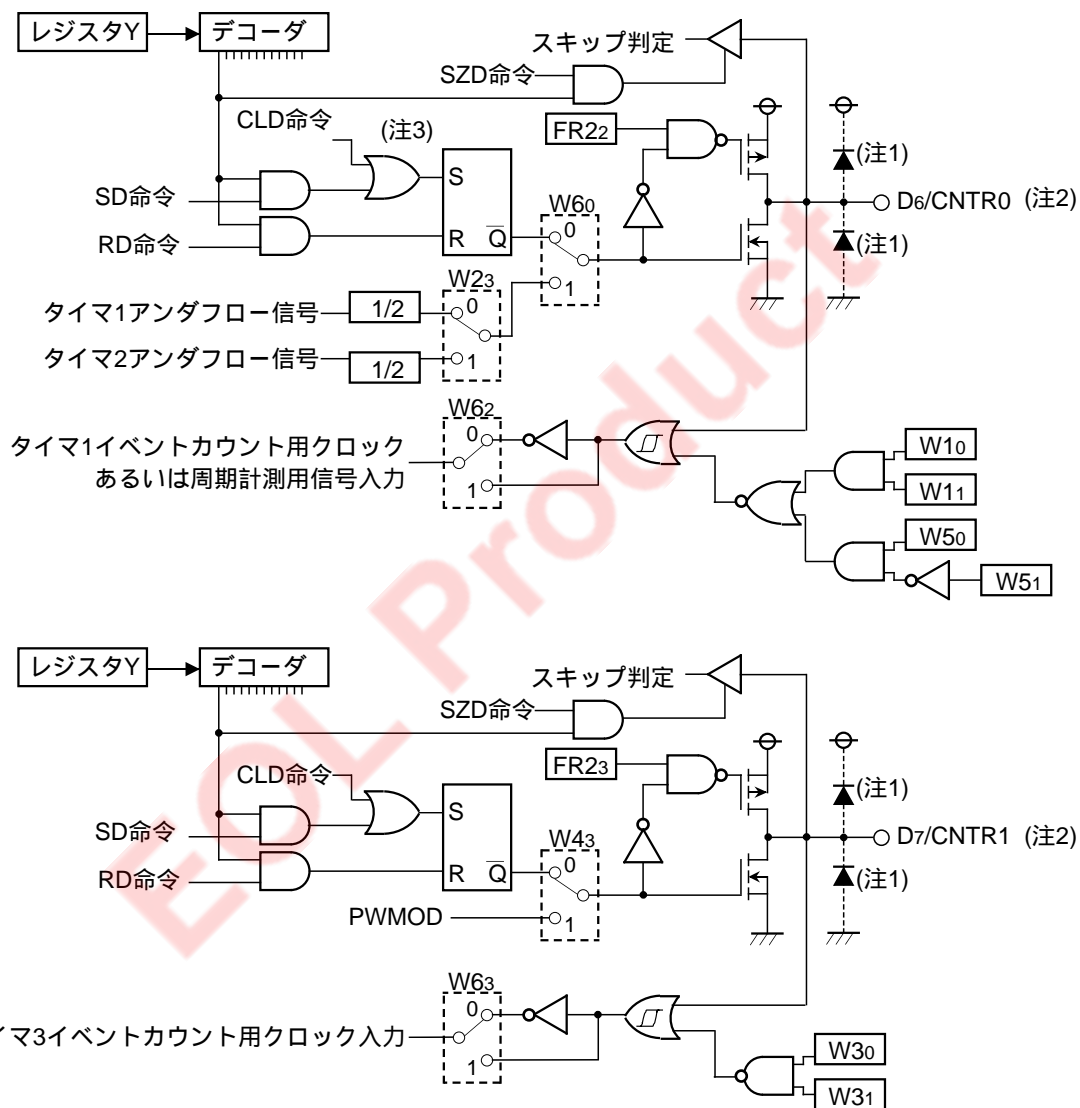 レジスタY
デコーダ
スキップ判定
SZD命令
CLD命令
(注3)
FR22
(注1)
SD命令
S
W60
0
D6/CNTR0 (注2)
RD命令
R Q
(注1)
W23
1
タイマ1アンダフロー信号
1/2
0
タイマ2アンダフロー信号
1/2
1
W62
タイマ1イベントカウント用クロック
0
あるいは周期計測用信号入力
1
W10
W11
W50
W51
レジスタY
デコーダ
スキップ判定
SZD命令
CLD命令
FR23
(注1)
SD命令
S
W43
0
D7/CNTR1 (注2)
RD命令
R Q
(注1)
PWMOD
1
W63
0
イマ3イベントカウント用クロック入力
1
W30
W31
EOL Product